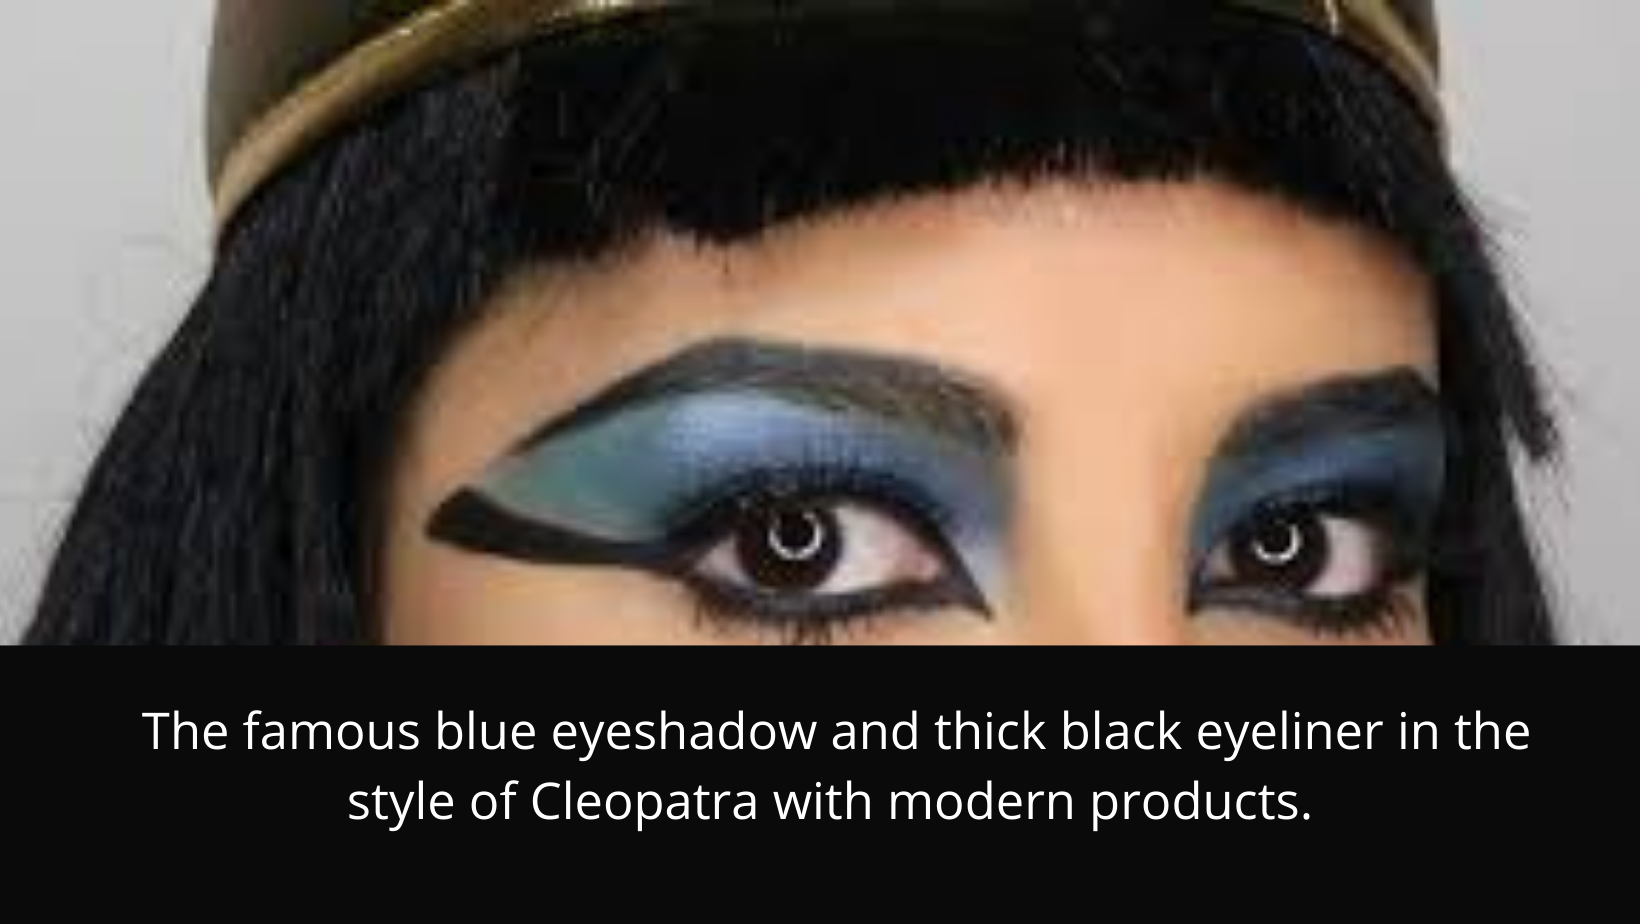 The famous blue eyeshadow and thick black eyeliner in the
style of Cleopatra with modern products.